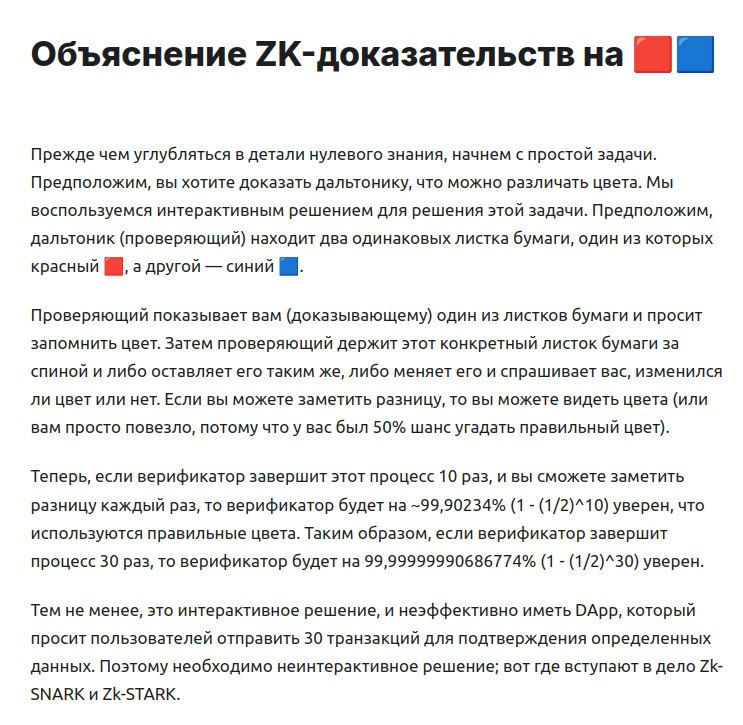 Объяснение ZK-доказательств на 🟥🟦
Прежде чем углубляться в детали нулевого знания, начнем с простой задачи.
Предположим, вы хотите доказать дальтонику, что можно различать цвета. Мы
воспользуемся интерактивным решением для решения этой задачи. Предположим,
дальтоник (проверяющий) находит два одинаковых листка бумаги, один из которых
красный 🟥, а другой — синий 🟦.
Проверяющий показывает вам (доказывающему) один из листков бумаги и просит
запомнить цвет. Затем проверяющий держит этот конкретный листок бумаги за
спиной и либо оставляет его таким же, либо меняет его и спрашивает вас, изменился
ли цвет или нет. Если вы можете заметить разницу, то вы можете видеть цвета (или
вам просто повезло, потому что у вас был 50% шанс угадать правильный цвет).
Теперь, если верификатор завершит этот процесс 10 раз, и вы сможете заметить
разницу каждый раз, то верификатор будет на ~99,90234% (1 - (1/2)^10) уверен, что
используются правильные цвета. Таким образом, если верификатор завершит
процесс 30 раз, то верификатор будет на 99,99999990686774% (1 - (1/2)^30) уверен.
Тем не менее, это интерактивное решение, и неэффективно иметь DApp, который
просит пользователей отправить 30 транзакций для подтверждения определенных
данных. Поэтому необходимо неинтерактивное решение; вот где вступают в дело Zk-
SNARK и Zk-STARK.